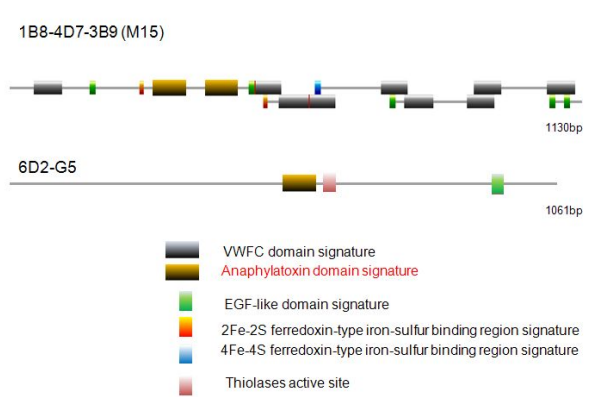 1B8-4D7-3B9 (M15)
1130bp
6D2-G5
1061bp
VWFC domain signature
Anaphylatoxin domain signature
EGF-like domain signature
2Fe-2S ferredoxin-type iron-sulfur binding region signature
4Fe-4S ferredoxin-type iron-sulfur binding region signature
Thiolases active site